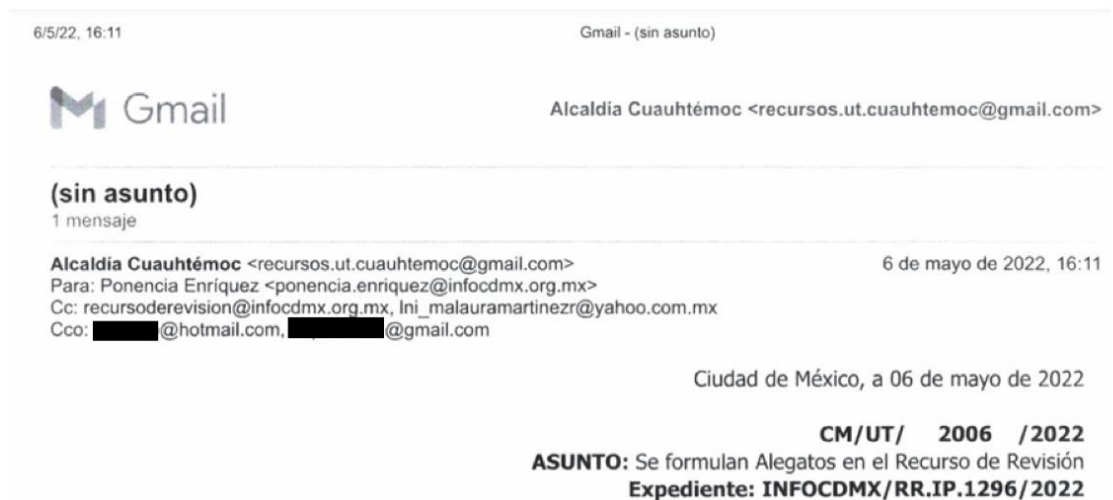 6/5/22, 16:11 Gmail - (sin asunto)
Gmail Alcaldía Cuauhtémoc <recursos.ut.cuauhtemoc@gmail.com>
(sin asunto)
1 mensaje
Alcaldía Cuauhtémoc <recursos.ut.cuauhtemoc@gmail.com> 6 de mayo de 2022, 16:11
Para: Ponencia Enríquez <ponencia.enriquez@infocdmx.org.mx>
Cc: recursoderevision@infocdmx.org.mx, Ini_malauramartinezr@yahoo.com.mx
Cco: @hotmail.com, @gmail.com
Ciudad de México, a 06 de mayo de 2022
CM/UT/ 2006 /2022
ASUNTO: Se formulan Alegatos en el Recurso de Revisión
Expediente: INFOCDMX/RR.IP.1296/2022